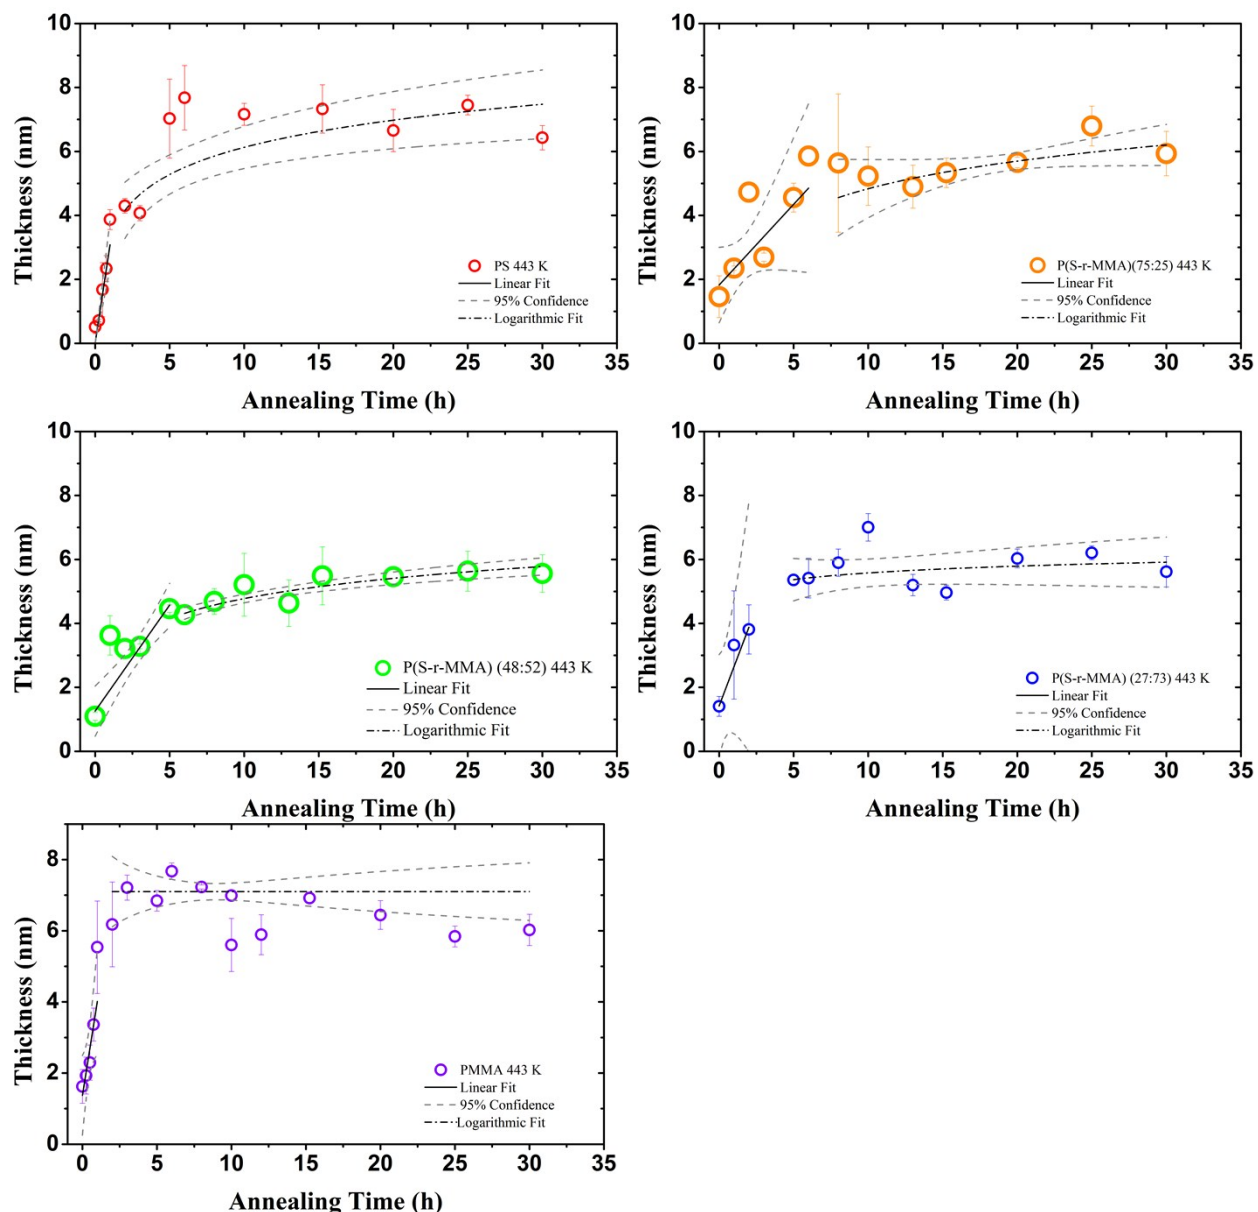 10
8
6
4
2
0
Thickness (nm)
PS 443 K
Linear Fit
95% Confidence
Logarithmic Fit
0 5 10 15 20 25 30 35
Annealing Time (h)
10
8
6
4
2
0
Thickness (nm)
P(S-r-MMA)(75:25) 443 K
Linear Fit
95% Confidence
Logarithmic Fit
0 5 10 15 20 25 30 35
Annealing Time (h)
10
8
6
4
2
0
Thickness (nm)
P(S-r-MMA) (48:52) 443 K
Linear Fit
95% Confidence
Logarithmic Fit
0 5 10 15 20 25 30 35
Annealing Time (h)
10
8
6
4
2
0
Thickness (nm)
P(S-r-MMA) (27:73) 443 K
Linear Fit
95% Confidence
Logarithmic Fit
0 5 10 15 20 25 30 35
Annealing Time (h)
8
6
4
2
0
Thickness (nm)
PMMA 443 K
Linear Fit
95% Confidence
Logarithmic Fit
0 5 10 15 20 25 30 35
Annealing Time (h)